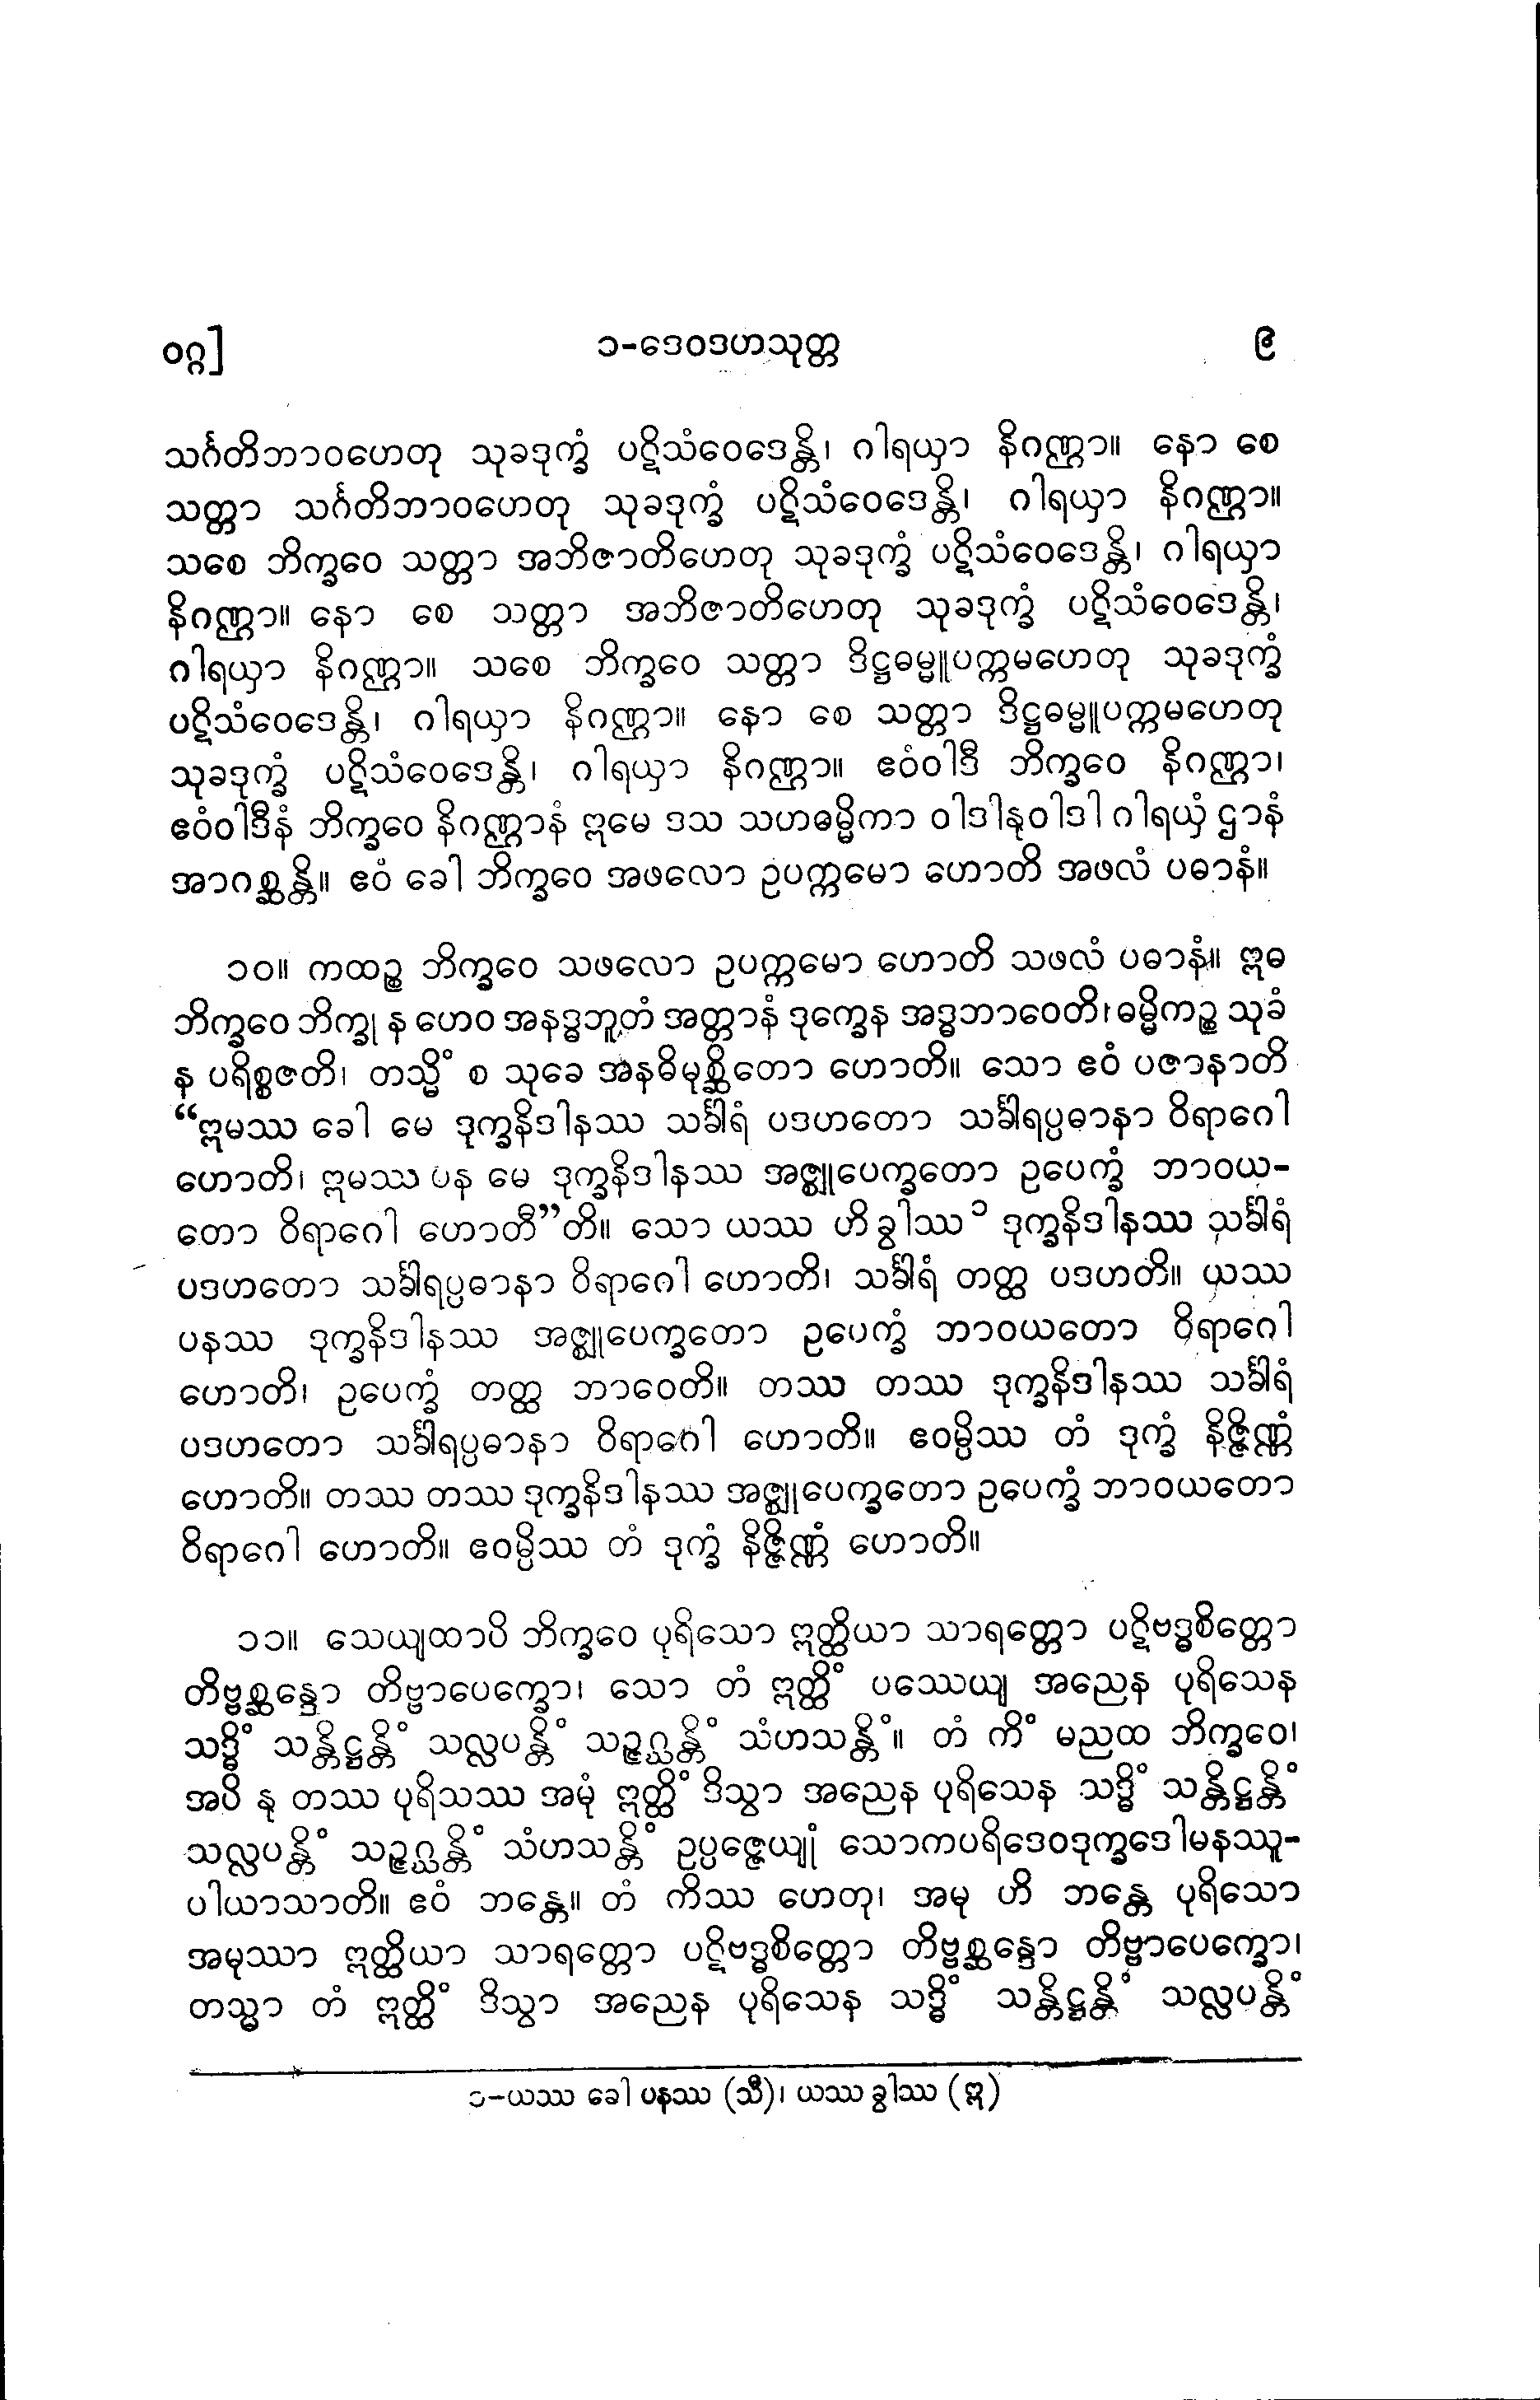 ဝဂ္ဂ] ၁-ဒေဝဒဟသုတ္တ ၉
သင်္ဂတိဘာဝဟေတု သုခဒုက္ခံ ပဋိသံဝေဒေန္တိ၊ ဂါရယှာ နိဂဏ္ဌာ။ နော စေ
သတ္တာ သင်္ဂတိဘာဝဟေတု သုခဒုက္ခံ ပဋိသံဝေဒေန္တိ၊ ဂါရယှာ နိဂဏ္ဌာ။
သစေ ဘိက္ခဝေ သတ္တာ အဘိဇာတိဟေတု သုခဒုက္ခံ ပဋိသံဝေဒေန္တိ၊ ဂါရယှာ
နိဂဏ္ဌာ။ နော စေ သတ္တာ အဘိဇာတိဟေတု သုခဒုက္ခံ ပဋိသံဝေဒေန္တိ၊
ဂါရယှာ နိဂဏ္ဌာ။ သစေ ဘိက္ခဝေ သတ္တာ ဒိဋ္ဌဓမ္မူပက္ကမဟေတု သုခဒုက္ခံ
ပဋိသံဝေဒေန္တိ၊ ဂါရယှာ နိဂဏ္ဌာ။ နော စေ သတ္တာ ဒိဋ္ဌဓမ္မူပက္ကမဟေတု
သုခဒုက္ခံ ပဋိသံဝေဒေန္တိ၊ ဂါရယှာ နိဂဏ္ဌာ။ ဧဝံဝါဒီ ဘိက္ခဝေ နိဂဏ္ဌာ၊
ဧဝံဝါဒီနံ ဘိက္ခဝေ နိဂဏ္ဌာနံ ဣမေ ဒသ သဟဓမ္မိကာ ဝါဒါနုဝါဒါ ဂါရယှံ ဌာနံ
အာဂစ္ဆန္တိ။ ဧဝံ ခေါ ဘိက္ခဝေ အဖလော ဥပက္ကမော ဟောတိ အဖလံ ပဓာနံ။
၁၀။ ကထဉ္စ ဘိက္ခဝေ သဖလော ဥပက္ကမော ဟောတိ သဖလံ ပဓာနံ။ ဣဓ
ဘိက္ခဝေ ဘိက္ခု န ဟေဝ အနဒ္ဓဘူတံ အတ္တာနံ ဒုက္ခေန အဒ္ဓဘာဝေတိ၊ ဓမ္မိကဉ္စ သုခံ
န ပရိစ္စဇတိ၊ တသ္မိံ စ သုခေ အနဓိမုစ္ဆိတော ဟောတိ။ သော ဧဝံ ပဇာနာတိ
“ဣမဿ ခေါ မေ ဒုက္ခနိဒါနဿ သင်္ခါရံ ပဒဟတော သင်္ခါရပ္ပဓာနာ ဝိရာဂေါ
ဟောတိ၊ ဣမဿ ပန မေ ဒုက္ခနိဒါနဿ အဇ္ဈုပေက္ခတော ဥပေက္ခံ ဘာဝယ-
တော ဝိရာဂေါ ဟောတီ”တိ။ သော ယဿ ဟိ ခွါဿ ၁ ဒုက္ခနိဒါနဿ သင်္ခါရံ
ပဒဟတော သင်္ခါရပ္ပဓာနာ ဝိရာဂေါ ဟောတိ၊ သင်္ခါရံ တတ္ထ ပဒဟတိ။ ယဿ
ပနဿ ဒုက္ခနိဒါနဿ အဇ္ဈုပေက္ခတော ဥပေက္ခံ ဘာဝယတော ဝိရာဂေါ
ဟောတိ၊ ဥပေက္ခံ တတ္ထ ဘာဝေတိ။ တဿ တဿ ဒုက္ခနိဒါနဿ သင်္ခါရံ
ပဒဟတော သင်္ခါရပ္ပဓာနာ ဝိရာဂေါ ဟောတိ။ ဧဝမ္ပိဿ တံ ဒုက္ခံ နိဇ္ဇိဏ္ဏံ
ဟောတိ။ တဿ တဿ ဒုက္ခနိဒါနဿ အဇ္ဈုပေက္ခတော ဥပေက္ခံ ဘာဝယတော
ဝိရာဂေါ ဟောတိ။ ဧဝမ္ပိဿ တံ ဒုက္ခံ နိဇ္ဇိဏ္ဏံ ဟောတိ။
၁၁။ သေယျထာပိ ဘိက္ခဝေ ပုရိသော ဣတ္ထိယာ သာရတ္တော ပဋိဗဒ္ဓစိတ္တော
တိဗ္ဗစ္ဆန္ဒော တိဗ္ဗာပေက္ခော၊ သော တံ ဣတ္ထိံ ပဿေယျ အညေန ပုရိသေန
သဒ္ဓိံ သန္တိဋ္ဌန္တိံ သလ္လပန္တိံ သဉ္ဇဂ္ဃန္တိံ သံဟသန္တိံ။ တံ ကိံ မညထ ဘိက္ခဝေ၊
အပိ နု တဿ ပုရိသဿ အမုံ ဣတ္ထိံ ဒိသွာ အညေန ပုရိသေန သဒ္ဓိံ သန္တိဋ္ဌန္တိံ
သလ္လပန္တိံ သဉ္ဇဂ္ဃန္တိံ သံဟသန္တိံ ဥပ္ပဇ္ဇေယျုံ သောကပရိဒေဝဒုက္ခဒေါမနဿူ-
ပါယာသာတိ။ ဧဝံ ဘန္တေ။ တံ ကိဿ ဟေတု၊ အမု ဟိ ဘန္တေ ပုရိသော
အမုဿာ ဣတ္ထိယာ သာရတ္တော ပဋိဗဒ္ဓစိတ္တော တိဗ္ဗစ္ဆန္ဒော တိဗ္ဗာပေက္ခော၊
တသ္မာ တံ ဣတ္ထိံ ဒိသွာ အညေန ပုရိသေန သဒ္ဓိံ သန္တိဋ္ဌန္တိံ သလ္လပန္တိံ
၁-ယဿ ခေါ ပနဿ (သီ)၊ ယဿ ခွါဿ (ဣ)